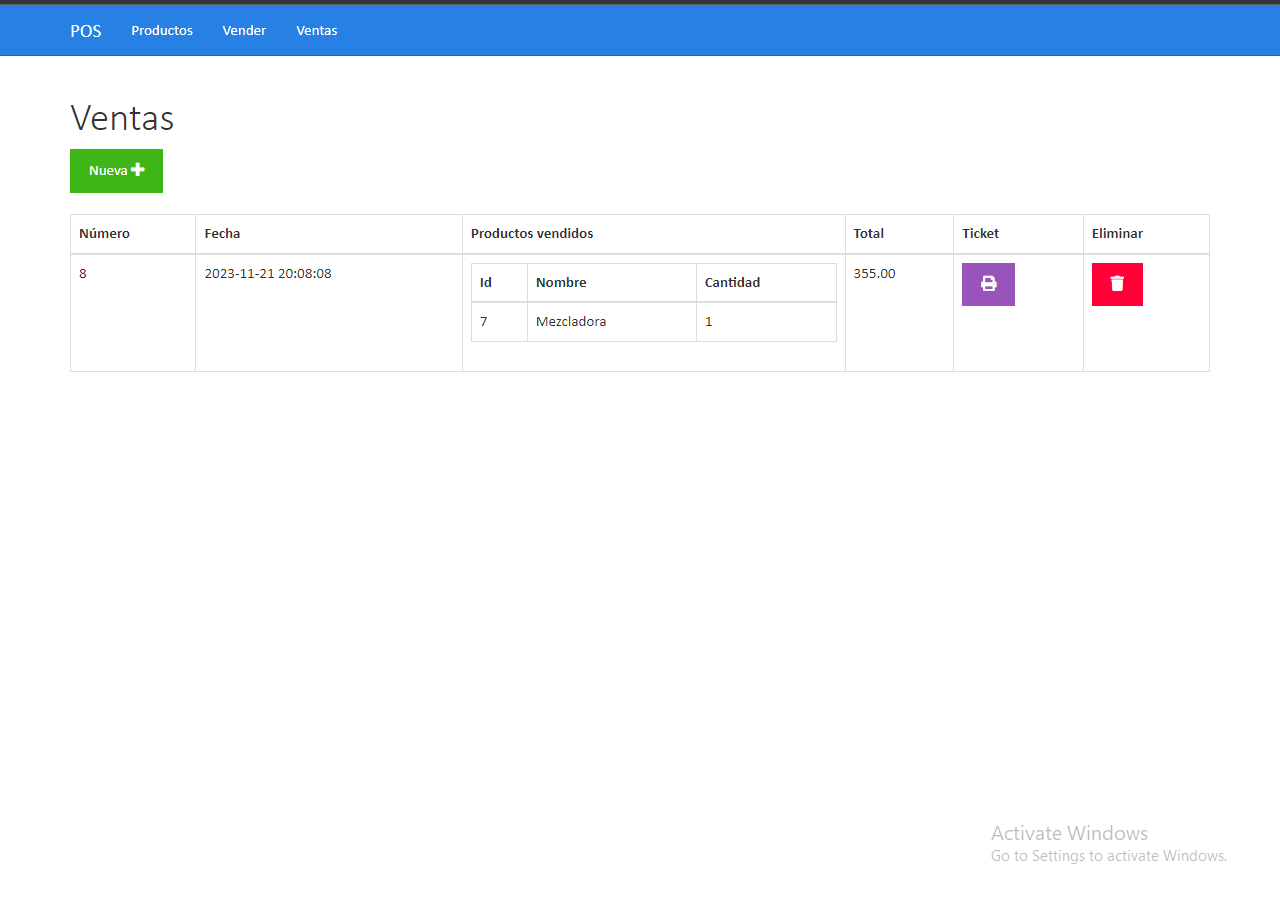 POS Productos Vender Ventas
Ventas
Nueva
Número Fecha Productos vendidos Total Ticket Eliminar
8 2023-11-21 20:08:08 355.00
Id Nombre Cantidad
7 Mezcladora 1
Activate Windows
Go to Settings to activate Windows.